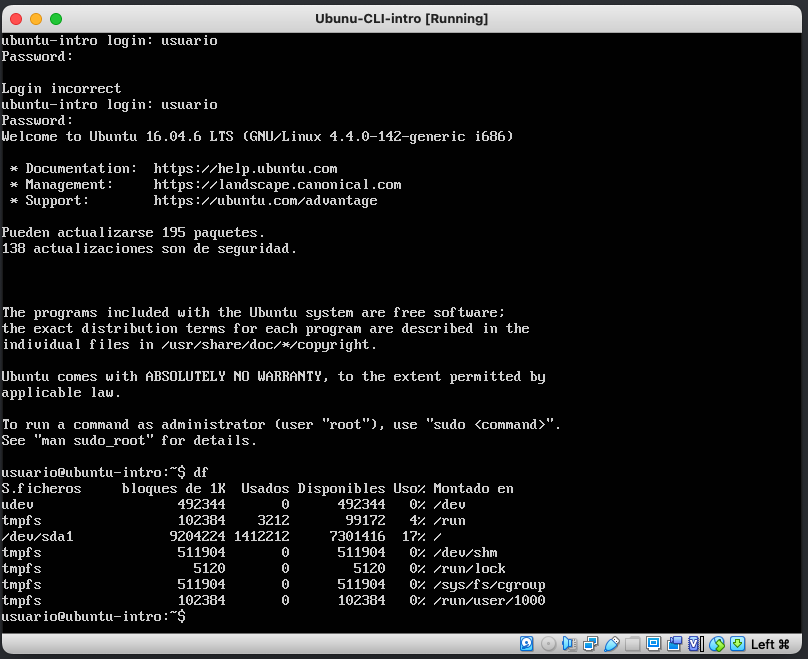 Ubunu-CLI-intro [Running]
ubuntu-intro login: usuario
Password:
Login incorrect
ubuntu-intro login: usuario
Password:
Welcome to Ubuntu 16.04.6 LTS (GNU/Linux 4.4.0-142-generic i686)
* Documentation:  https://help.ubuntu.com
* Management:     https://landscape.canonical.com
* Support:        https://ubuntu.com/advantage
Pueden actualizarse 195 paquetes.
138 actualizaciones son de seguridad.
The programs included with the Ubuntu system are free software;
the exact distribution terms for each program are described in the
individual files in /usr/share/doc/*/copyright.
Ubuntu comes with ABSOLUTELY NO WARRANTY, to the extent permitted by
applicable law.
To run a command as administrator (user "root"), use "sudo <command>".
See "man sudo_root" for details.
usuario@ubuntu-intro:~$ df
S.ficheros     bloques de 1K  Usados Disponibles Uso% Montado en
udev                  492344       0      492344   0% /dev
tmpfs                 102384    3212       99172   4% /run
/dev/sda1            9204224 1412212     7301416  17% /
tmpfs                 511904       0      511904   0% /dev/shm
tmpfs                   5120       0        5120   0% /run/lock
tmpfs                 511904       0      511904   0% /sys/fs/cgroup
tmpfs                 102384       0      102384   0% /run/user/1000
usuario@ubuntu-intro:~$
Left ⌘